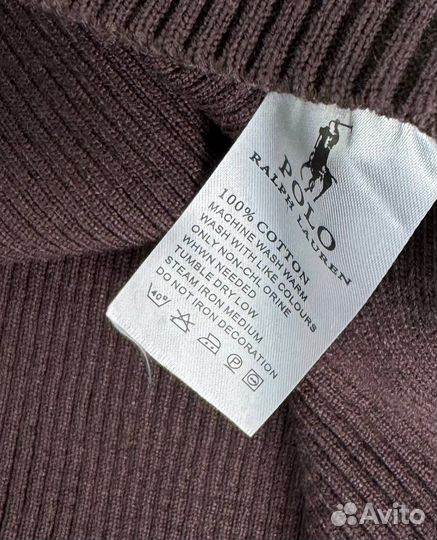 POLO
RALPH LAUREN
100% COTTON
MACHINE WASH WARM
WASH WITH LIKE COLOURS
ONLY NON-CHLORINE
WHWN NEEDED
TUMBLE DRY LOW
STEAM IRON MEDIUM
DO NOT IRON DECORATION
40°
P
Avito